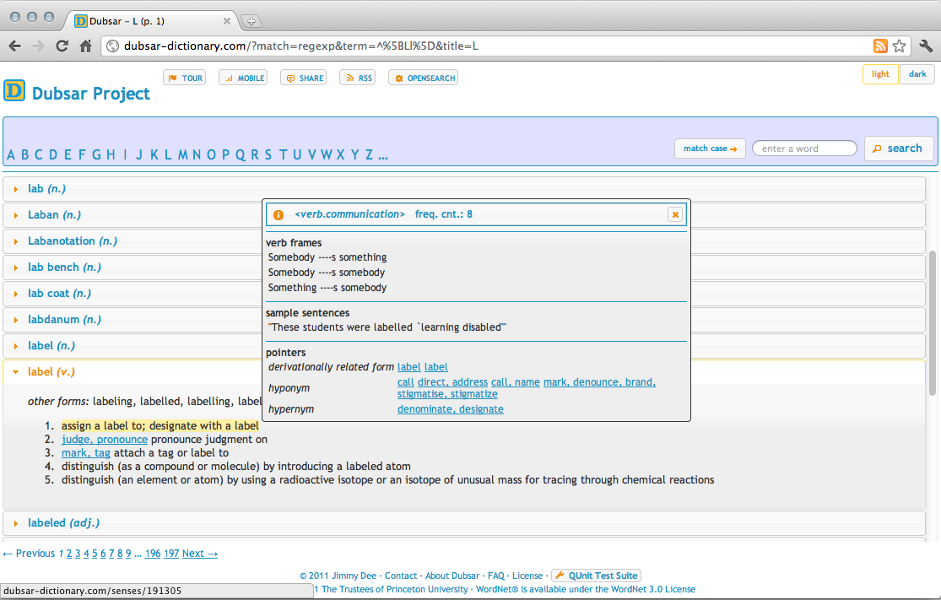 Dubsar – L (p. 1)
dubsar-dictionary.com/?match=regexp&term=^%5BLl%5D&title=L
D Dubsar Project
TOUR MOBILE SHARE RSS OPENSEARCH
light dark
A B C D E F G H I J K L M N O P Q R S T U V W X Y Z ...
match case → enter a word search
lab (n.)
Laban (n.)
Labanotation (n.)
lab bench (n.)
lab coat (n.)
labdanum (n.)
label (n.)
label (v.)
other forms: labeling, labelled, labelling, label
1. assign a label to; designate with a label
2. judge, pronounce pronounce judgment on
3. mark, tag attach a tag or label to
4. distinguish (as a compound or molecule) by introducing a labeled atom
5. distinguish (an element or atom) by using a radioactive isotope or an isotope of unusual mass for tracing through chemical reactions
labeled (adj.)
<verb.communication> freq. cnt.: 8
verb frames
Somebody ----s something
Somebody ----s somebody
Something ----s somebody
sample sentences
"These students were labelled `learning disabled'"
pointers
derivationally related form label label
hyponym call direct, address call, name mark, denounce, brand,
stigmatise, stigmatize
hypernym denominate, designate
← Previous 1 2 3 4 5 6 7 8 9 ... 196 197 Next →
© 2011 Jimmy Dee · Contact · About Dubsar · FAQ · License · QUnit Test Suite
1 The Trustees of Princeton University · WordNet® is available under the WordNet 3.0 License
dubsar-dictionary.com/senses/191305